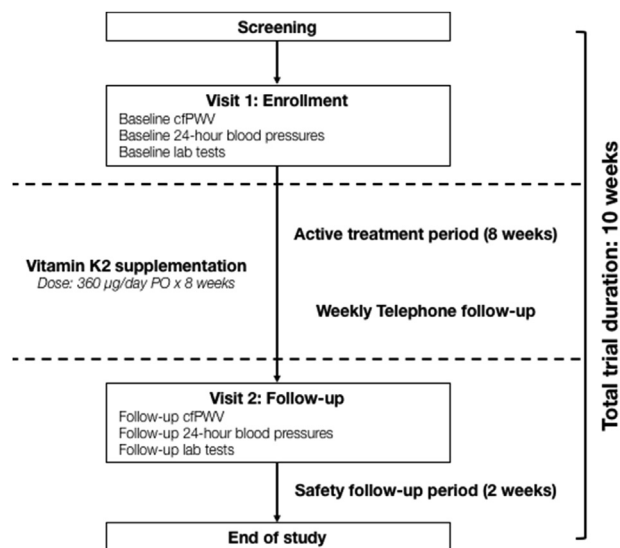 Screening
Visit 1: Enrollment
Baseline cfPWV
Baseline 24-hour blood pressures
Baseline lab tests
Active treatment period (8 weeks)
Vitamin K2 supplementation
Dose: 360 µg/day PO x 8 weeks
Weekly Telephone follow-up
Visit 2: Follow-up
Follow-up cfPWV
Follow-up 24-hour blood pressures
Follow-up lab tests
Safety follow-up period (2 weeks)
End of study
Total trial duration: 10 weeks